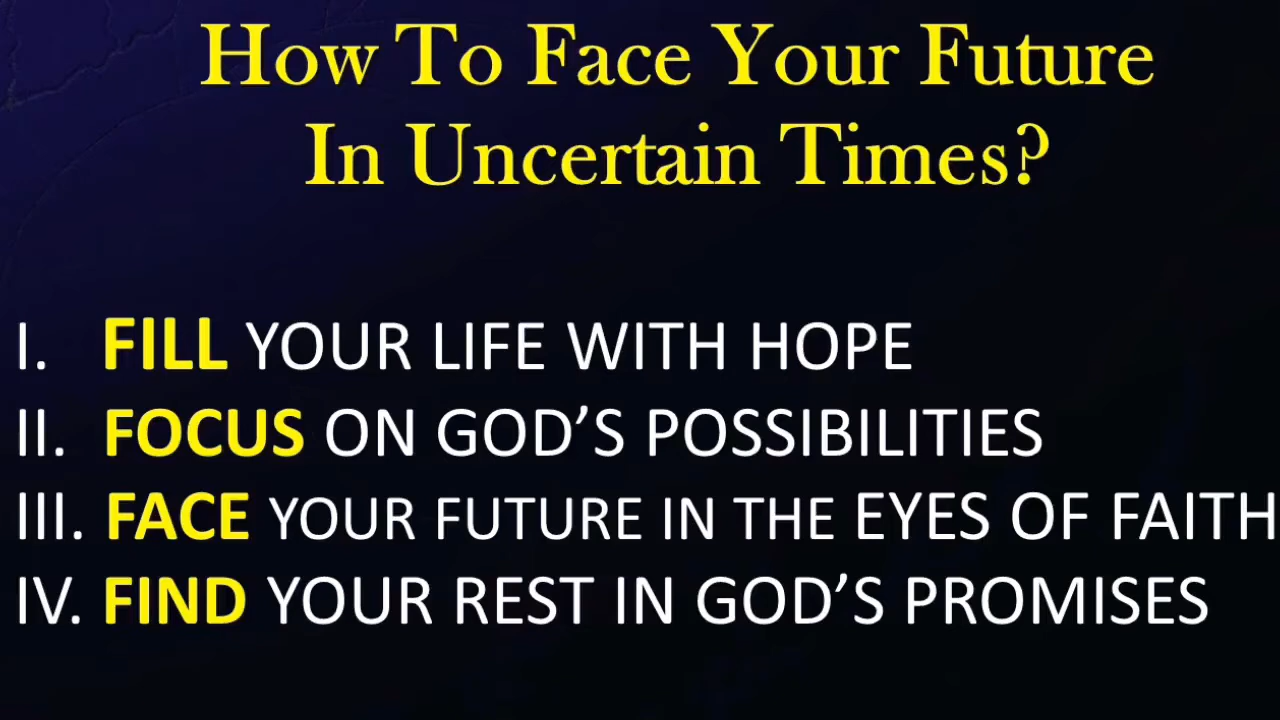 How To Face Your Future
In Uncertain Times?
I. FILL YOUR LIFE WITH HOPE
II. FOCUS ON GOD’S POSSIBILITIES
III. FACE YOUR FUTURE IN THE EYES OF FAITH
IV. FIND YOUR REST IN GOD’S PROMISES